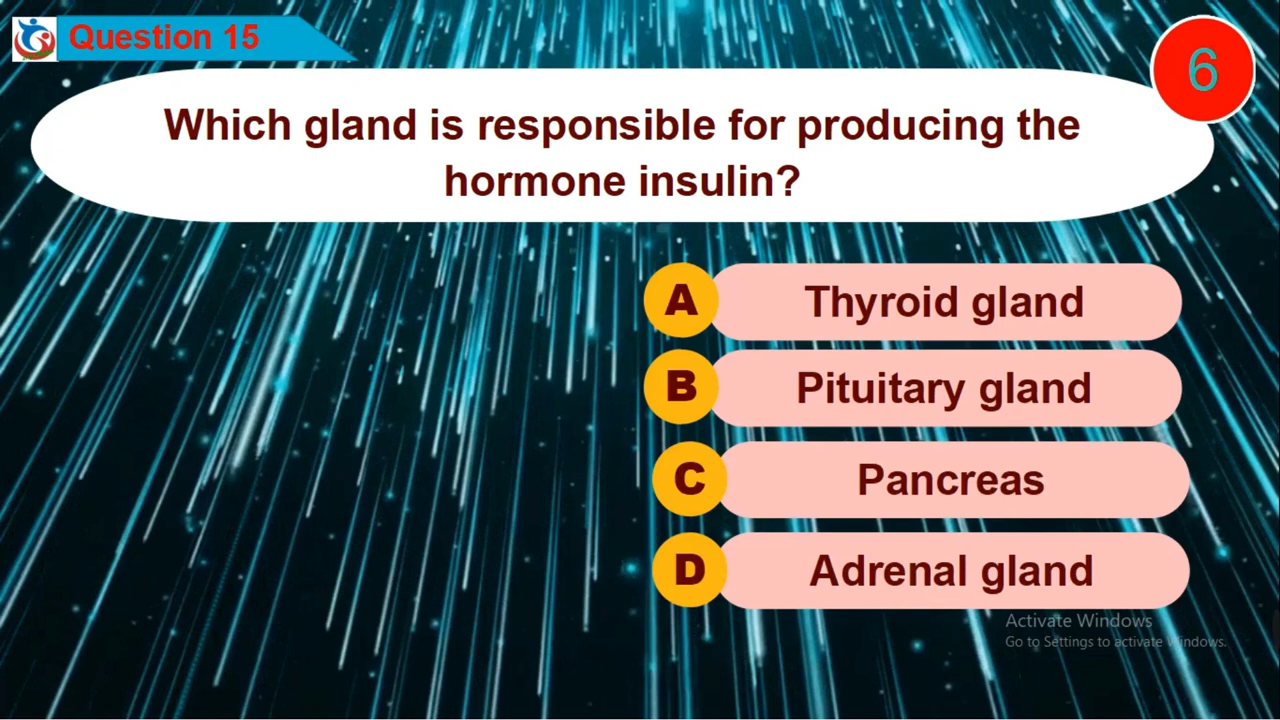 Question 15
6
Which gland is responsible for producing the
hormone insulin?
A Thyroid gland
B Pituitary gland
C Pancreas
D Adrenal gland
Activate Windows
Go to Settings to activate Windows.